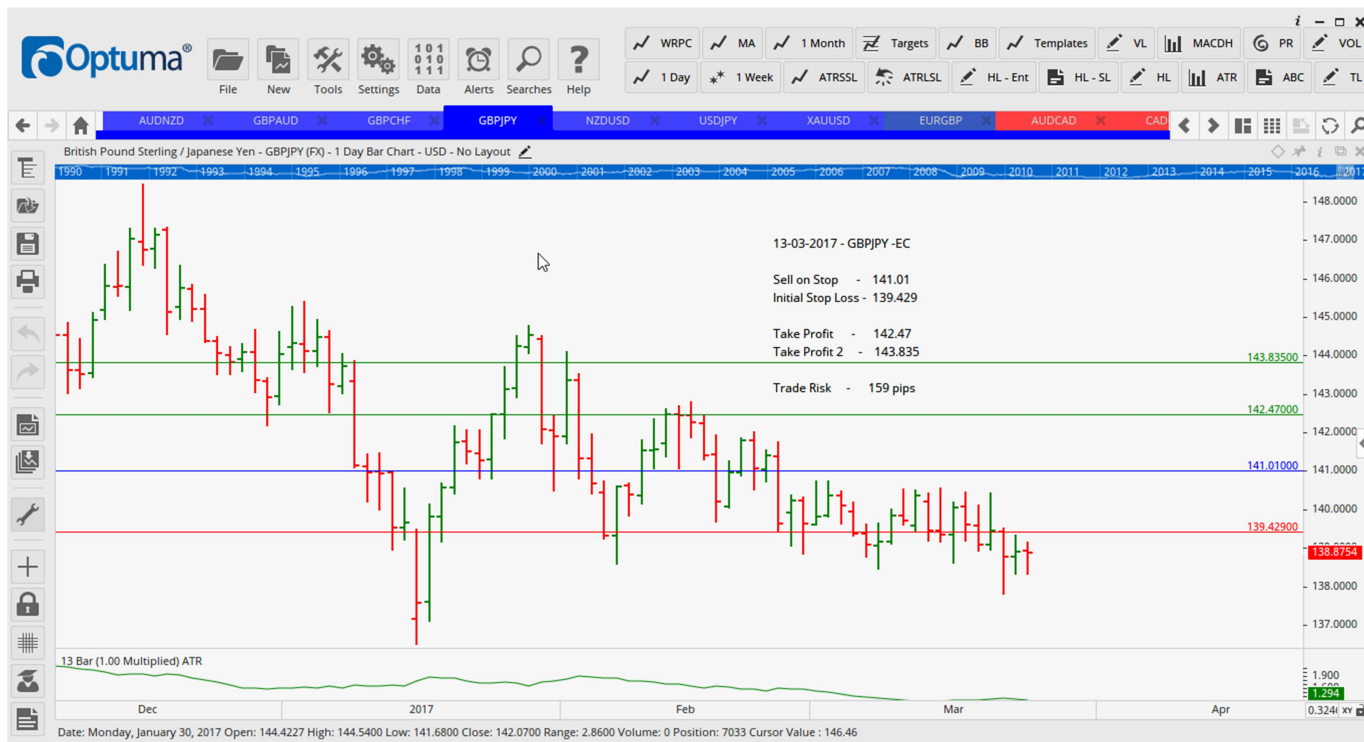 Optuma®
File
New
Tools
Settings
101
010
111
Data
Alerts
Searches
Help
WRPC
MA
1 Month
Targets
BB
Templates
VL
MACDH
PR
VOL
1 Day
1 Week
ATRSSL
ATRLSL
HL - Ent
HL - SL
HL
ATR
ABC
TL
AUDNZD
GBPAUD
GBPCHF
GBPJPY
NZDUSD
USDJPY
XAUUSD
EURGBP
AUDCAD
CAD
British Pound Sterling / Japanese Yen - GBPJPY (FX) - 1 Day Bar Chart - USD - No Layout
1990 1991 1992 1993 1994 1995 1996 1997 1998 1999 2000 2001 2002 2003 2004 2005 2006 2007 2008 2009 2010 2011 2012 2013 2014 2015 2016 2017
148.0000
13-03-2017 - GBPJPY -EC
147.0000
Sell on Stop - 141.01
146.0000
Initial Stop Loss - 139.429
145.0000
Take Profit - 142.47
Take Profit 2 - 143.835
143.83500
144.0000
Trade Risk - 159 pips
143.0000
142.47000
142.0000
141.01000
141.0000
140.0000
139.42900
138.8754
138.0000
137.0000
13 Bar (1.00 Multiplied) ATR
1.900
1.294
Dec
2017
Feb
Mar
Apr
XY
Date: Monday, January 30, 2017 Open: 144.4227 High: 144.5400 Low: 141.6800 Close: 142.0700 Range: 2.8600 Volume: 0 Position: 7033 Cursor Value : 146.46